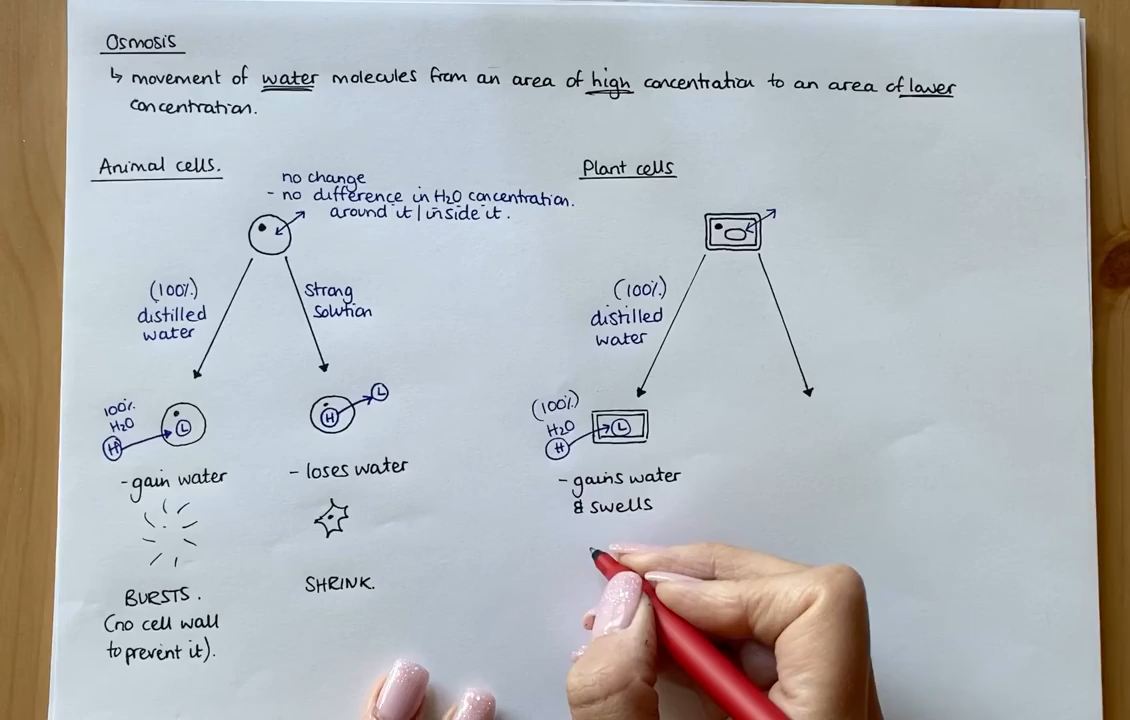 Osmosis
↳ movement of water molecules from an area of high concentration to an area of lower
concentration.
Animal cells.
no change
- no difference in H2O concentration.
around it / inside it.
(100%)
distilled
water
strong
solution
100%
H2O
H
L
H
L
- gain water
- loses water
BURSTS.
(no cell wall
to prevent it).
SHRINK.
Plant cells
(100%)
distilled
water
(100%)
H2O
H
L
- gains water
& swells